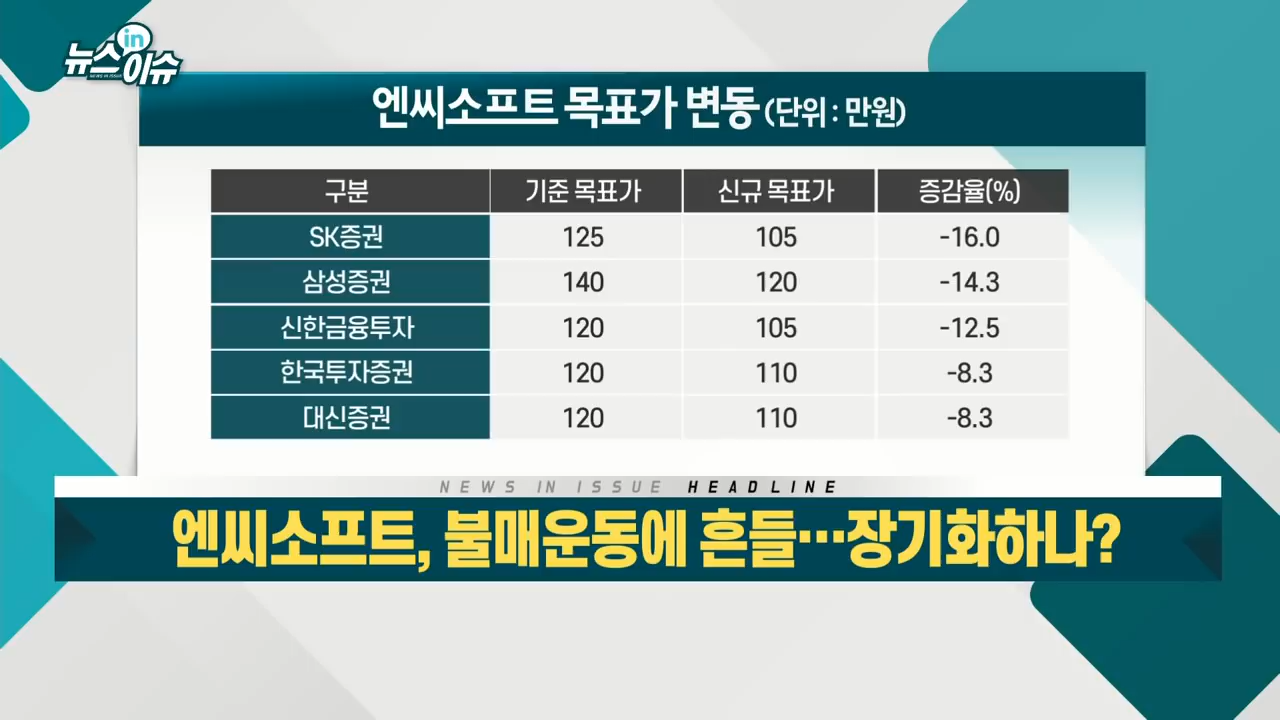 뉴스in이슈
NEWS IN ISSUE
엔씨소프트 목표가 변동 (단위 : 만원)
구분 기준 목표가 신규 목표가 증감율(%)
SK증권 125 105 -16.0
삼성증권 140 120 -14.3
신한금융투자 120 105 -12.5
한국투자증권 120 110 -8.3
대신증권 120 110 -8.3
NEWS IN ISSUE HEADLINE
엔씨소프트, 불매운동에 흔들…장기화하나?